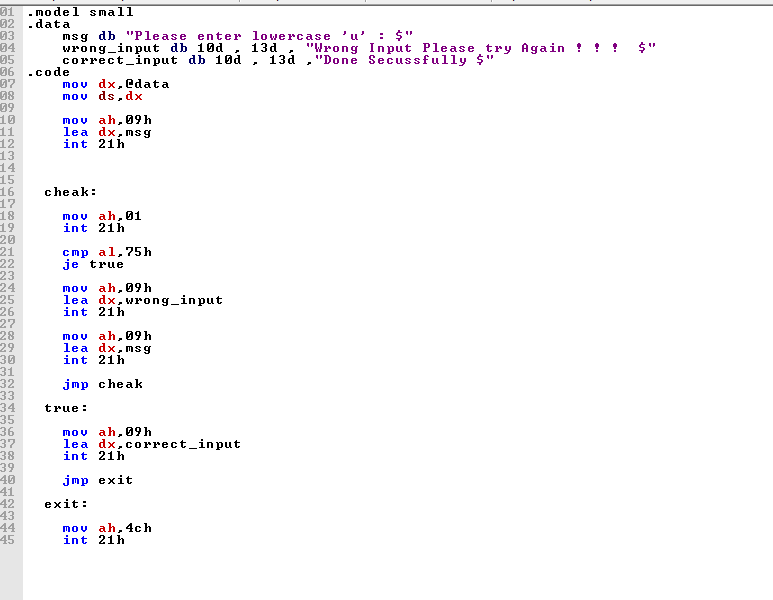 01 .model small
02 .data
03 msg db "Please enter lowercase 'u' : $"
04 wrong_input db 10d , 13d , "Wrong Input Please try Again ! ! !  $"
05 correct_input db 10d , 13d ,"Done Secussfully $"
06 .code
07 mov dx,@data
08 mov ds,dx
09
10 mov ah,09h
11 lea dx,msg
12 int 21h
13
14
15
16 cheak:
17
18 mov ah,01
19 int 21h
20
21 cmp al,75h
22 je true
23
24 mov ah,09h
25 lea dx,wrong_input
26 int 21h
27
28 mov ah,09h
29 lea dx,msg
30 int 21h
31
32 jmp cheak
33
34 true:
35
36 mov ah,09h
37 lea dx,correct_input
38 int 21h
39
40 jmp exit
41
42 exit:
43
44 mov ah,4ch
45 int 21h